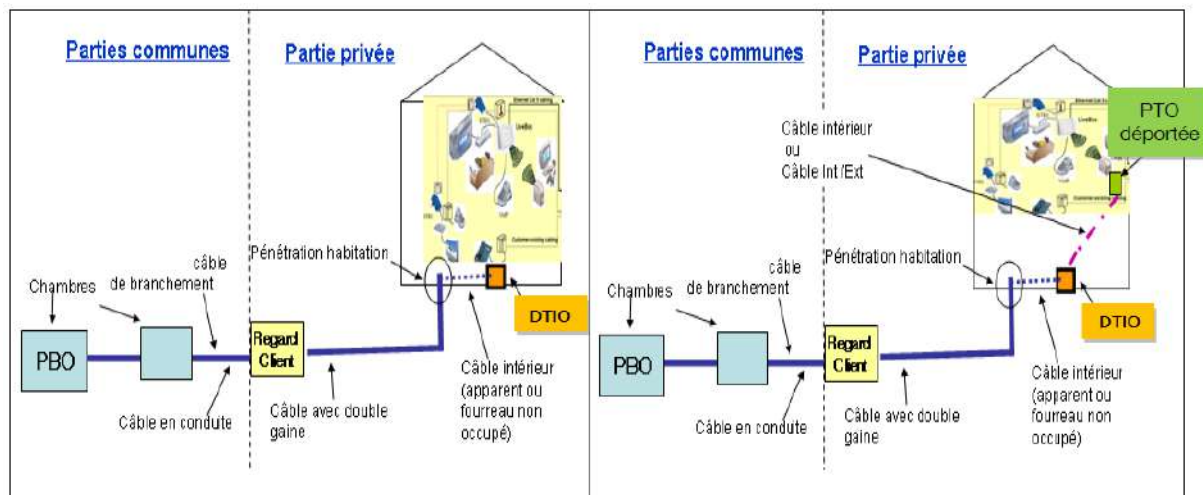 Parties communes
Partie privée
Pénétration habitation
câble
de branchement
Chambres
PBO
Regard
Client
DTIO
Câble en conduite
Câble avec double
gaine
Câble intérieur
(apparent ou
fourreau non
occupé)
Parties communes
Partie privée
PTO
déportée
Câble intérieur
ou
Câble Int/Ext
Pénétration habitation
câble
de branchement
Chambres
PBO
Regard
Client
DTIO
Câble en conduite
Câble avec double
gaine
Câble intérieur
(apparent ou
fourreau non
occupé)